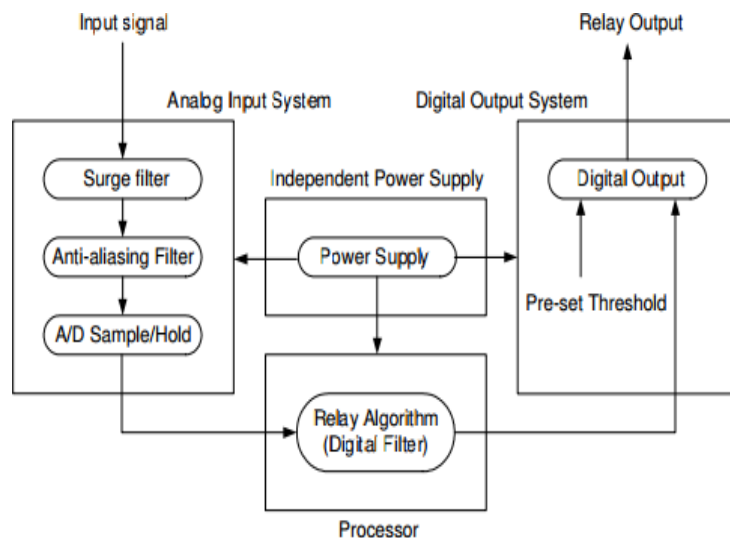 Input signal
Relay Output
Analog Input System
Digital Output System
Surge filter
Independent Power Supply
Digital Output
Anti-aliasing Filter
Power Supply
Pre-set Threshold
A/D Sample/Hold
Relay Algorithm
(Digital Filter)
Processor